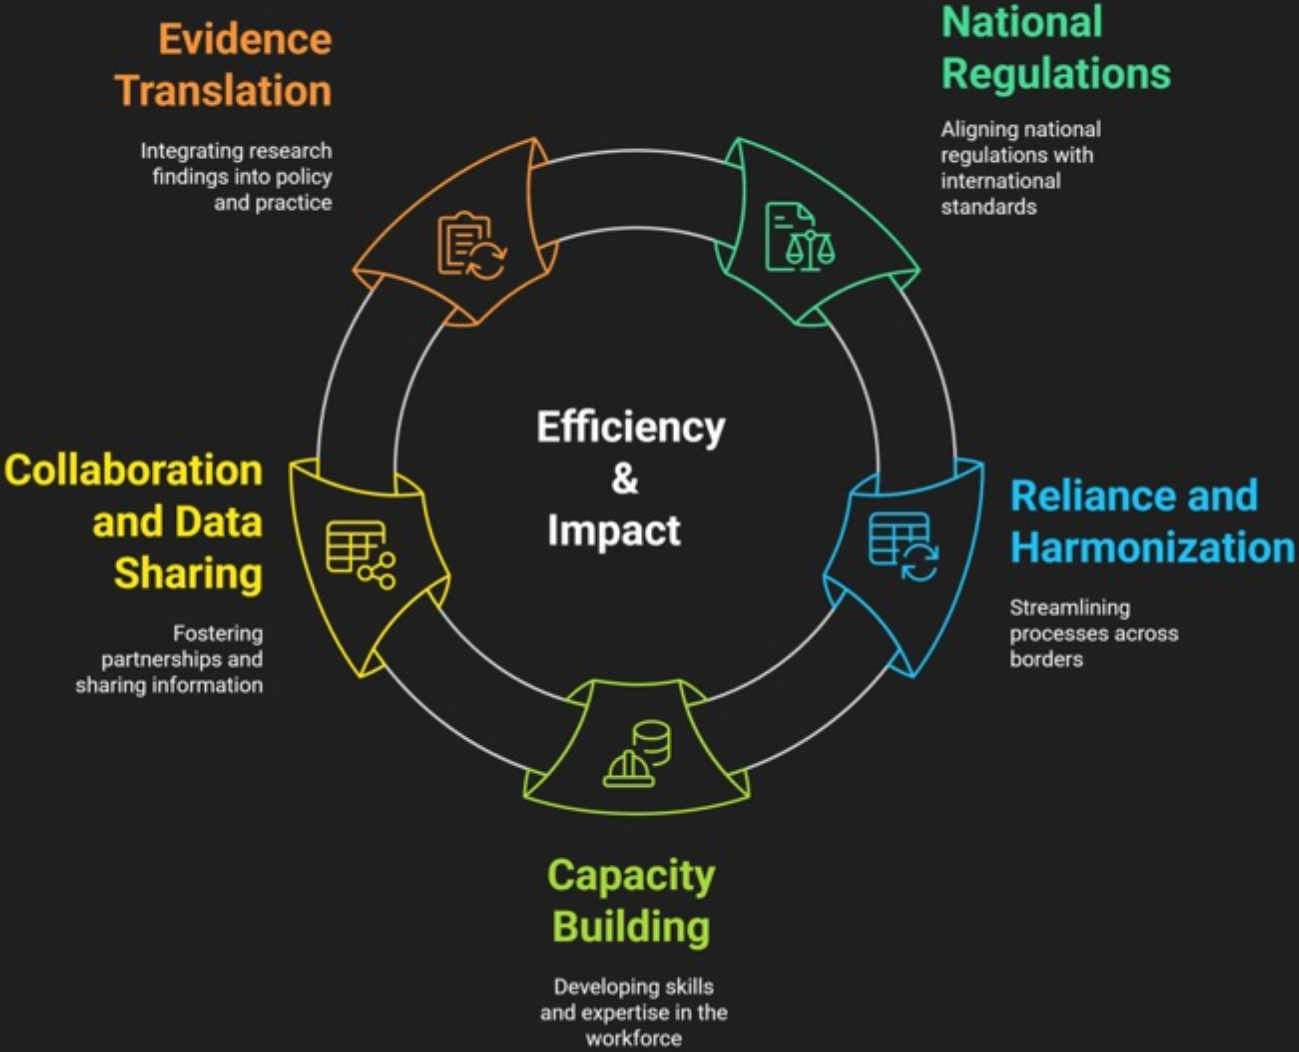 Evidence
Translation
Integrating research
findings into policy
and practice
National
Regulations
Aligning national
regulations with
international
standards
Efficiency
&
Impact
Collaboration
and Data
Sharing
Fostering
partnerships and
sharing information
Reliance and
Harmonization
Streamlining
processes across
borders
Capacity
Building
Developing skills
and expertise in the
workforce